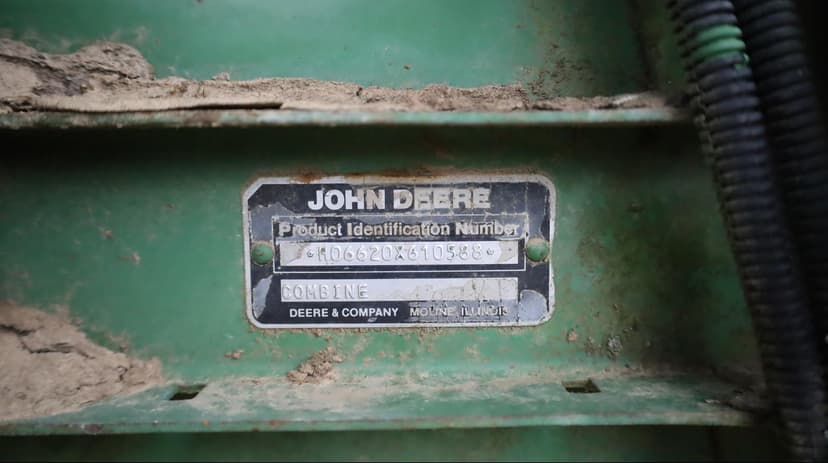 JOHN DEERE
Product Identification Number
*H06620X610588*
COMBINE
DEERE & COMPANY MOLINE, ILLINOIS